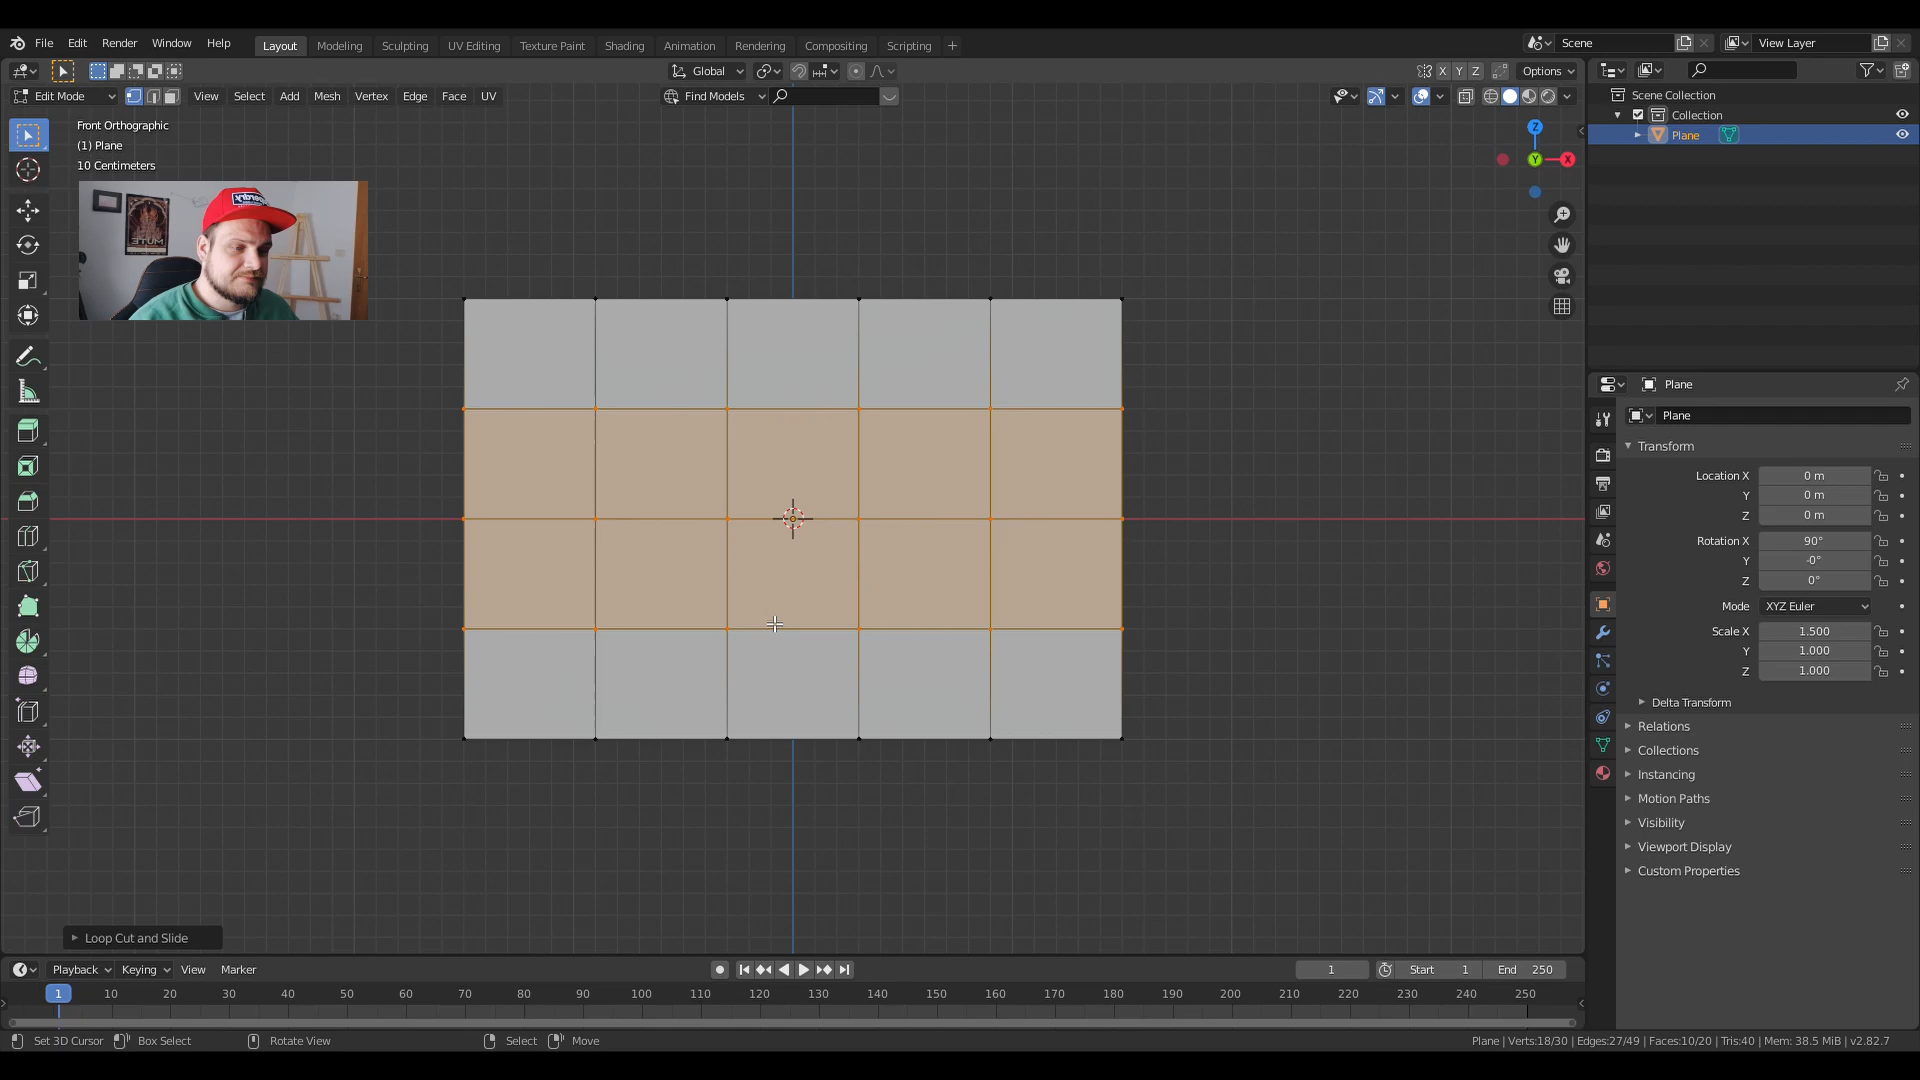 File Edit Render Window Help Layout Modeling Sculpting UV Editing Texture Paint Shading Animation Rendering Compositing Scripting + Scene View Layer
Global X Y Z Options
Edit Mode View Select Add Mesh Vertex Edge Face UV Find Models
Front Orthographic
(1) Plane
10 Centimeters
MUTE
Z
Y
X
Scene Collection
Collection
Plane
Plane
Plane
Transform
Location X 0 m
Y 0 m
Z 0 m
Rotation X 90°
Y -0°
Z 0°
Mode XYZ Euler
Scale X 1.500
Y 1.000
Z 1.000
Delta Transform
Relations
Collections
Instancing
Motion Paths
Visibility
Viewport Display
Custom Properties
Loop Cut and Slide
Playback Keying View Marker 1 Start 1 End 250
1 10 20 30 40 50 60 70 80 90 100 110 120 130 140 150 160 170 180 190 200 210 220 230 240 250
Set 3D Cursor Box Select Rotate View Select Move Plane | Verts:18/30 | Edges:27/49 | Faces:10/20 | Tris:40 | Mem: 38.5 MiB | v2.82.7